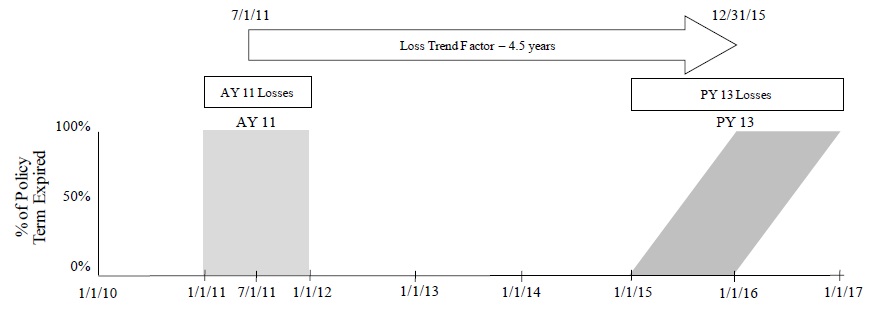 7/1/11 12/31/15
Loss Trend Factor – 4.5 years
AY 11 Losses PY 13 Losses
AY 11 PY 13
100%
50%
0%
% of Policy
Term Expired
1/1/10 1/1/11 7/1/11 1/1/12 1/1/13 1/1/14 1/1/15 1/1/16 1/1/17